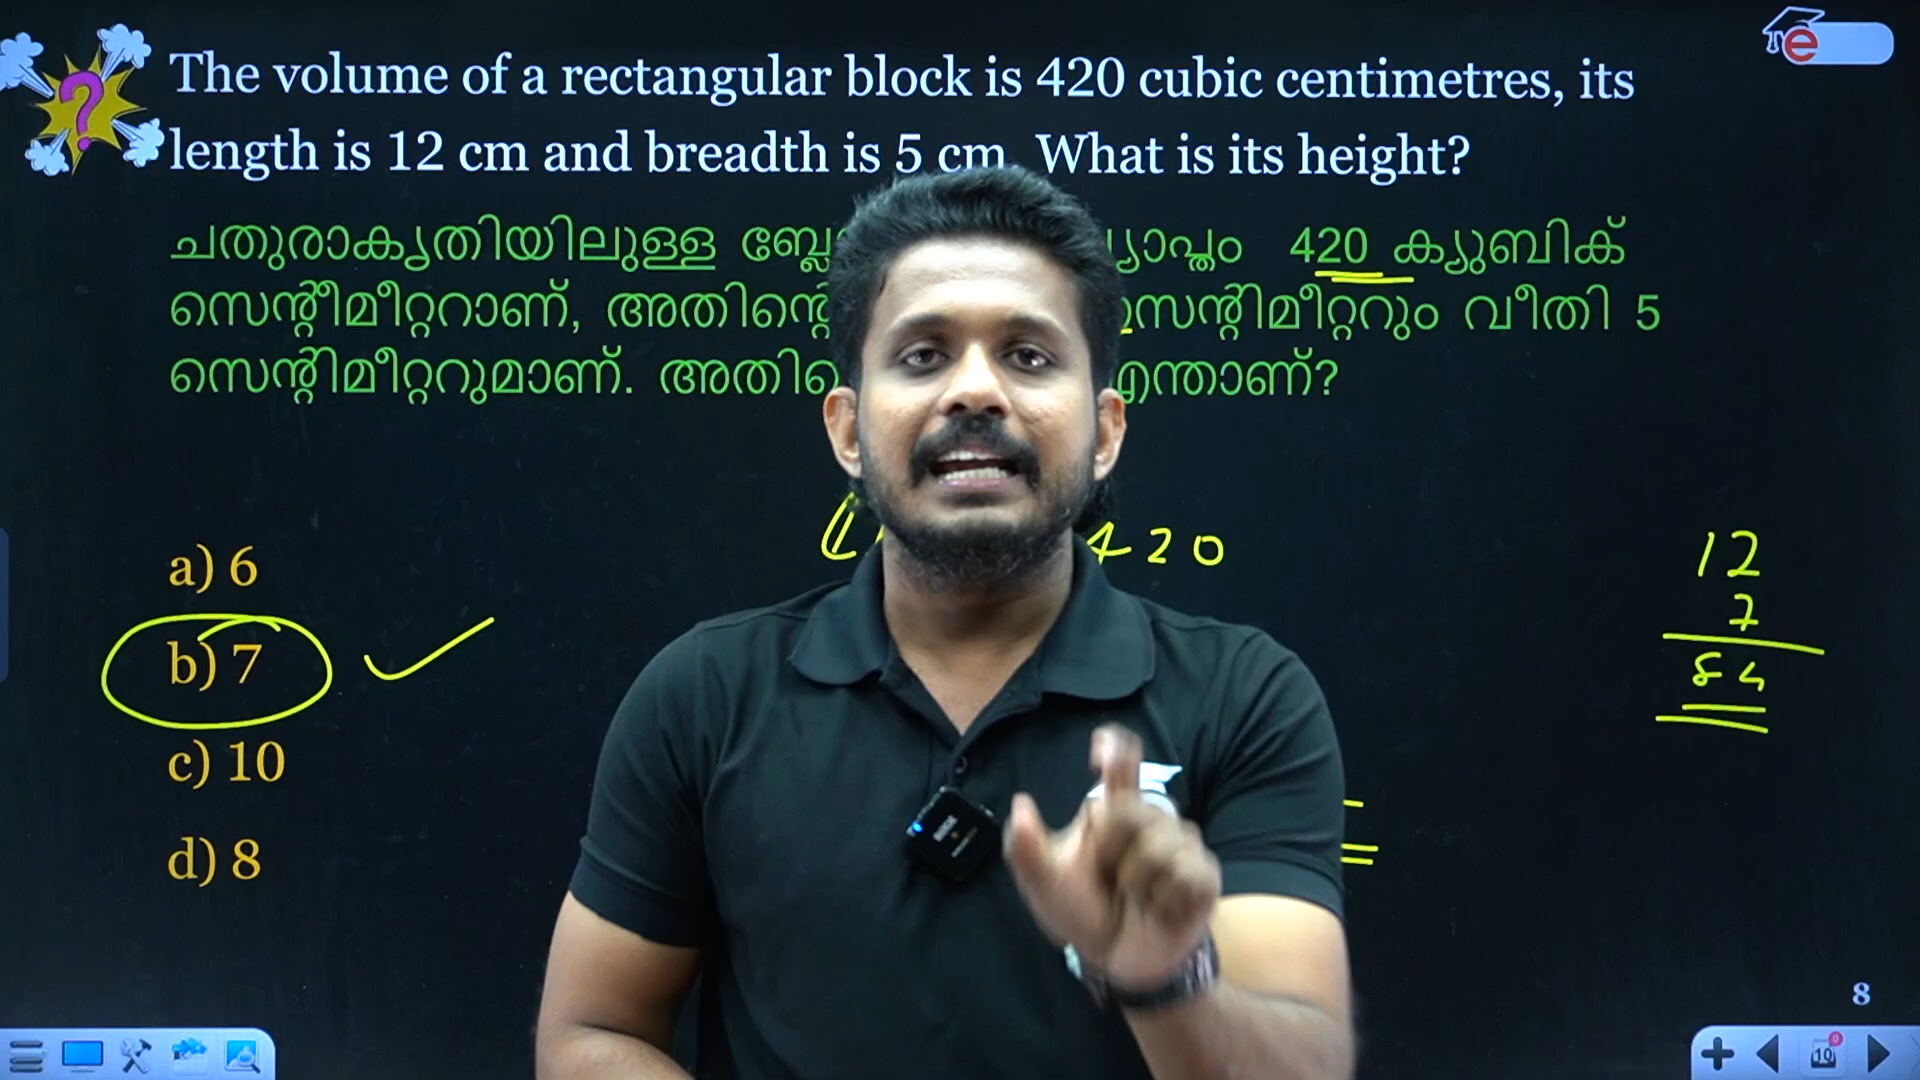 The volume of a rectangular block is 420 cubic centimetres, its
length is 12 cm and breadth is 5 cm. What is its height?
ചതുരാകൃതിയിലുള്ള 420 ക്യുബിക്
സെന്റീമീറ്ററാണ്, അതിന്റെ വീതി 5
സെന്റിമീറ്ററുമാണ്. എന്താണ്?
a) 6
b) 7
c) 10
d) 8
420
12
7
84
8
e
10
0